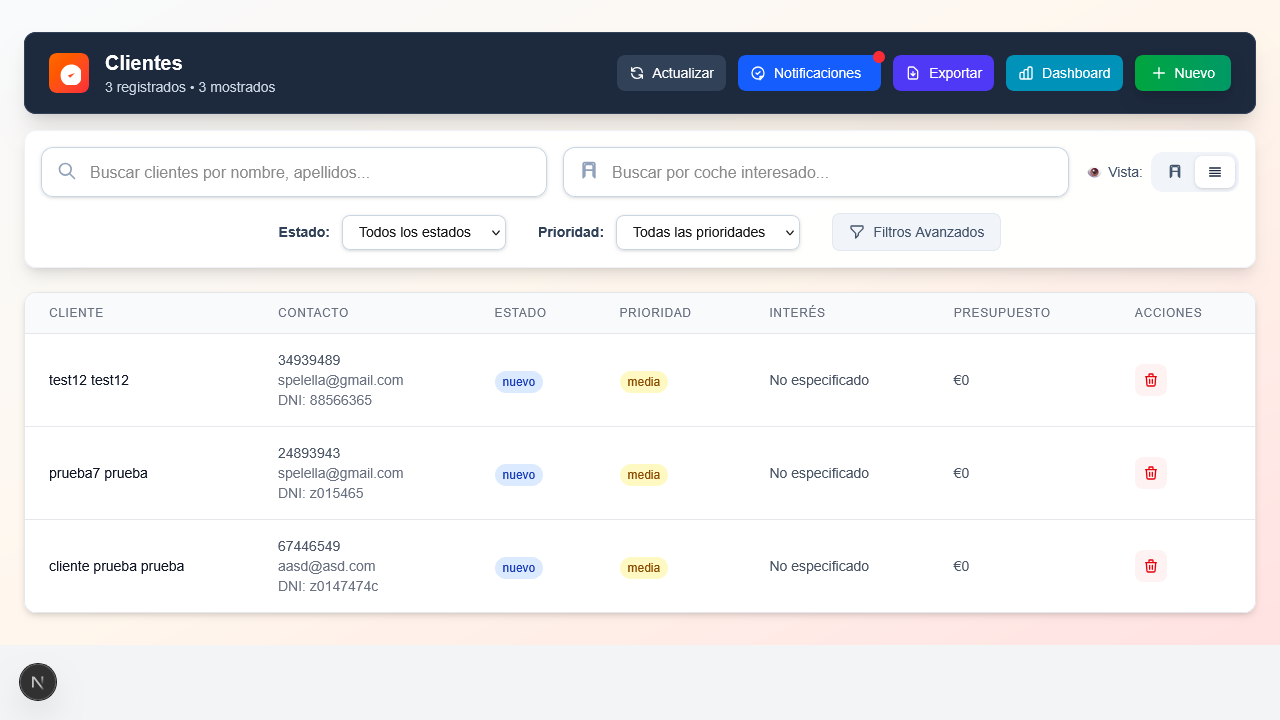 Clientes
3 registrados • 3 mostrados
Actualizar
Notificaciones
Exportar
Dashboard
Nuevo
Buscar clientes por nombre, apellidos...
Buscar por coche interesado...
Vista:
Estado: Todos los estados
Prioridad: Todas las prioridades
Filtros Avanzados
CLIENTE CONTACTO ESTADO PRIORIDAD INTERÉS PRESUPUESTO ACCIONES
34939489
test12 test12 spelella@gmail.com nuevo media No especificado €0
DNI: 88566365
24893943
prueba7 prueba spelella@gmail.com nuevo media No especificado €0
DNI: z015465
67446549
cliente prueba prueba aasd@asd.com nuevo media No especificado €0
DNI: z0147474c
N